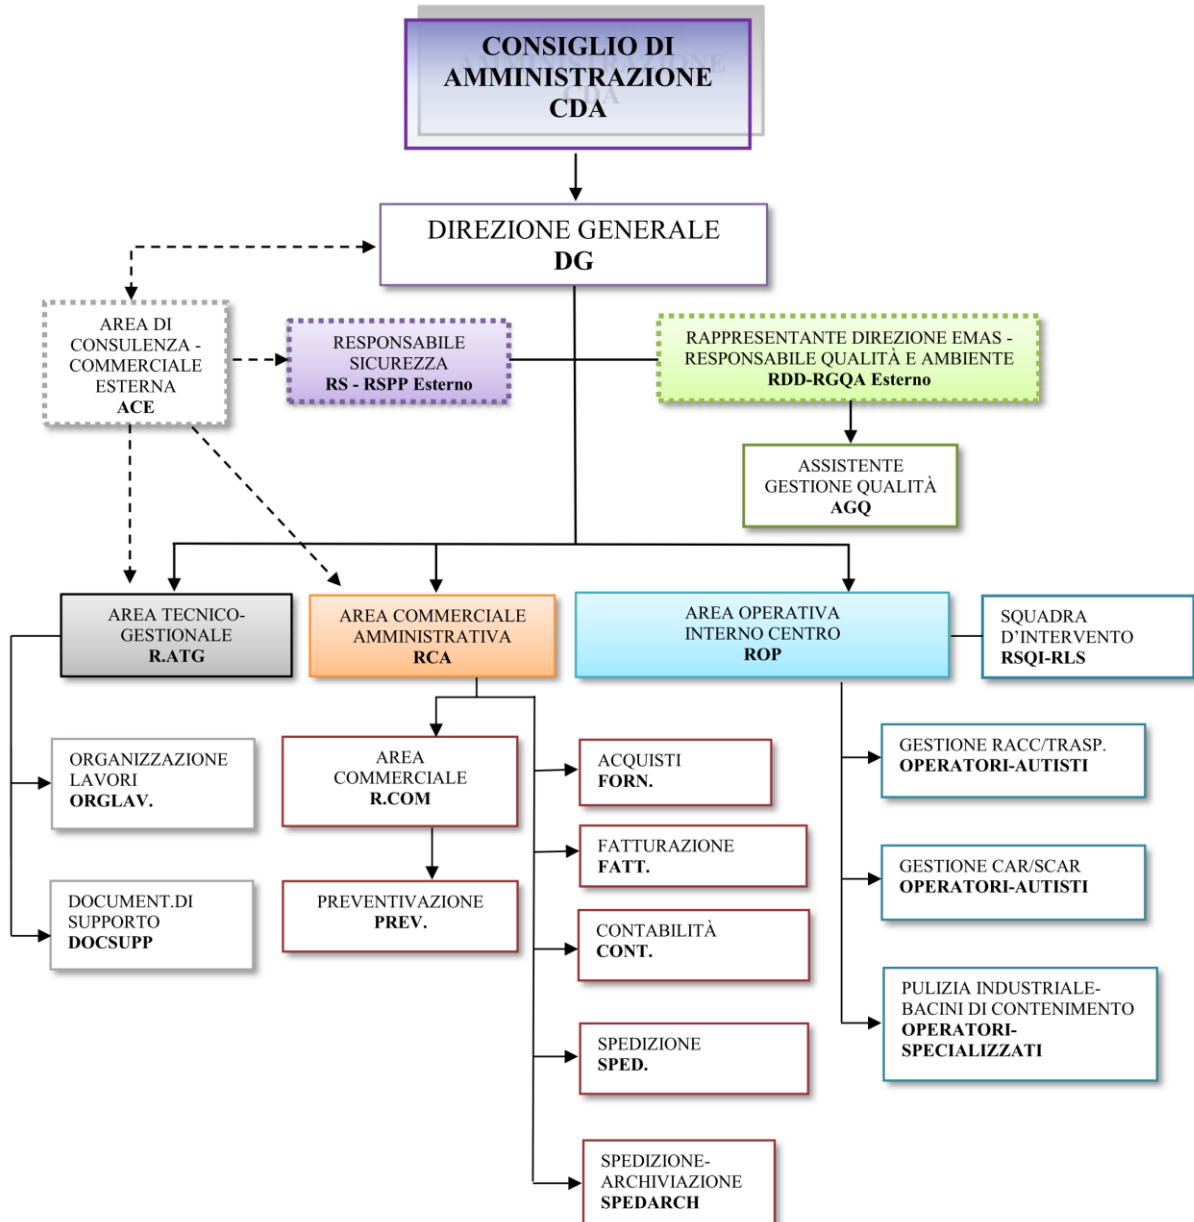 CONSIGLIO DI
AMMINISTRAZIONE
CDA
DIREZIONE GENERALE
DG
AREA DI
CONSULENZA -
COMMERCIALE
ESTERNA
ACE
RESPONSABILE
SICUREZZA
RS - RSPP Esterno
RAPPRESENTANTE DIREZIONE EMAS -
RESPONSABILE QUALITÀ E AMBIENTE
RDD-RGQA Esterno
ASSISTENTE
GESTIONE QUALITÀ
AGQ
AREA TECNICO-
GESTIONALE
R.ATG
AREA COMMERCIALE
AMMINISTRATIVA
RCA
AREA OPERATIVA
INTERNO CENTRO
ROP
SQUADRA
D’INTERVENTO
RSQI-RLS
ORGANIZZAZIONE
LAVORI
ORGLAV.
DOCUMENT.DI
SUPPORTO
DOCSUPP
AREA
COMMERCIALE
R.COM
PREVENTIVAZIONE
PREV.
ACQUISTI
FORN.
FATTURAZIONE
FATT.
CONTABILITÀ
CONT.
SPEDIZIONE
SPED.
SPEDIZIONE-
ARCHIVIAZIONE
SPEDARCH
GESTIONE RACC/TRASP.
OPERATORI-AUTISTI
GESTIONE CAR/SCAR
OPERATORI-AUTISTI
PULIZIA INDUSTRIALE-
BACINI DI CONTENIMENTO
OPERATORI-
SPECIALIZZATI